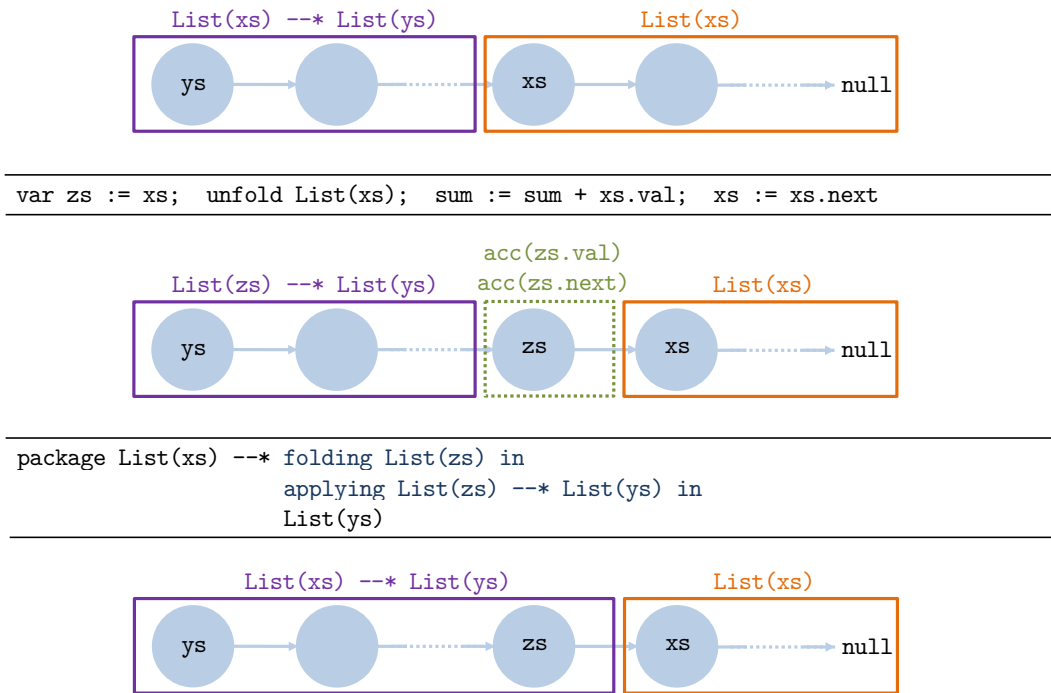 List(xs) --* List(ys) List(xs)
ys xs null
var zs := xs; unfold List(xs); sum := sum + xs.val; xs := xs.next
acc(zs.val)
List(zs) --* List(ys) acc(zs.next) List(xs)
ys zs xs null
package List(xs) --* folding List(zs) in
applying List(zs) --* List(ys) in
List(ys)
List(xs) --* List(ys) List(xs)
ys zs xs null